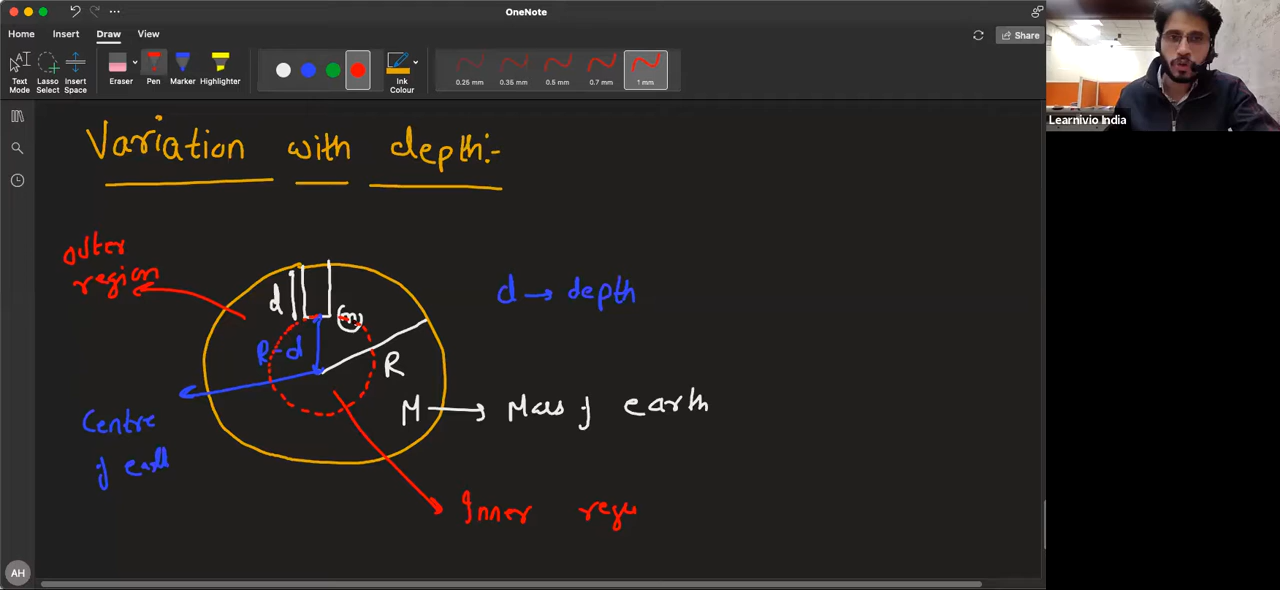 OneNote
Home Insert Draw View
Share
Text Mode
Lasso Select
Insert Space
Eraser
Pen
Marker
Highlighter
Ink Colour
0.25 mm 0.35 mm 0.5 mm 0.7 mm 1 mm
Learnivio India
Variation with depth:-
outer
region
d
m
d → depth
R-d
R
M → Mass of earth
Centre
of earth
Inner regi
AH